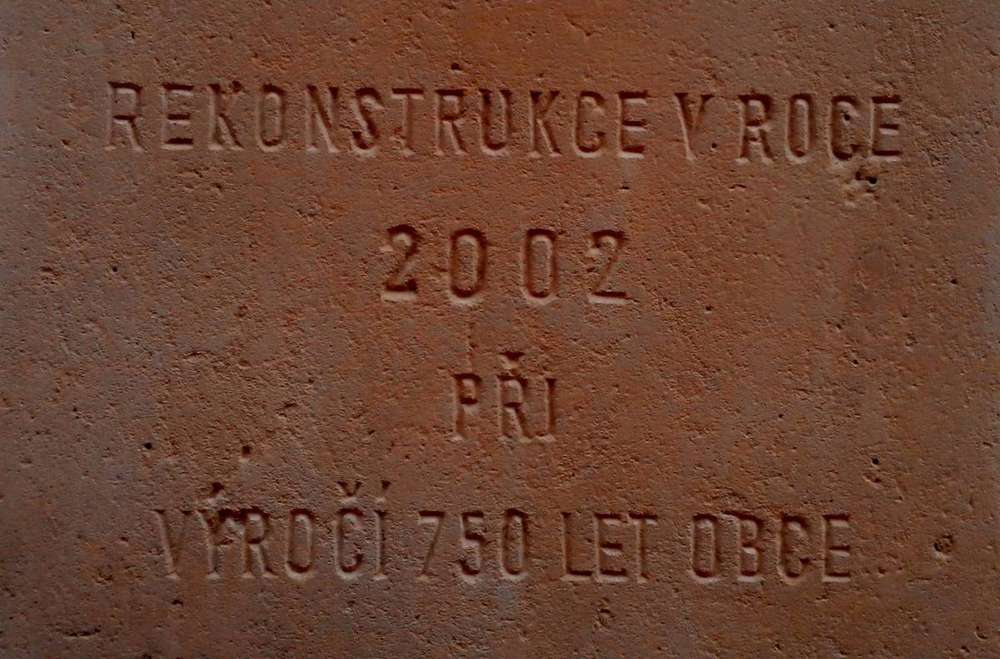 REKONSTRUKCE V ROCE
2002
PŘI
VÝROČÍ 750 LET OBCE